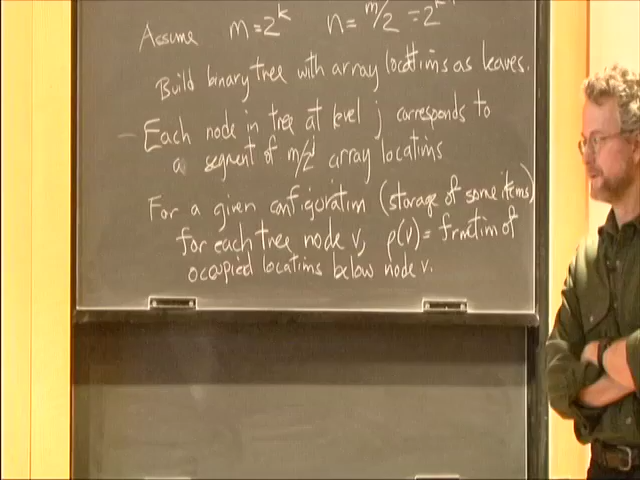 Assume m = 2^k n = m/2 = 2^k-
Build binary tree with array locations as leaves.
— Each node in tree at level j corresponds to
a segment of m/2^j array locations
For a given configuration (storage of some items)
for each tree node v, ρ(v) = fraction of
occupied locations below node v.